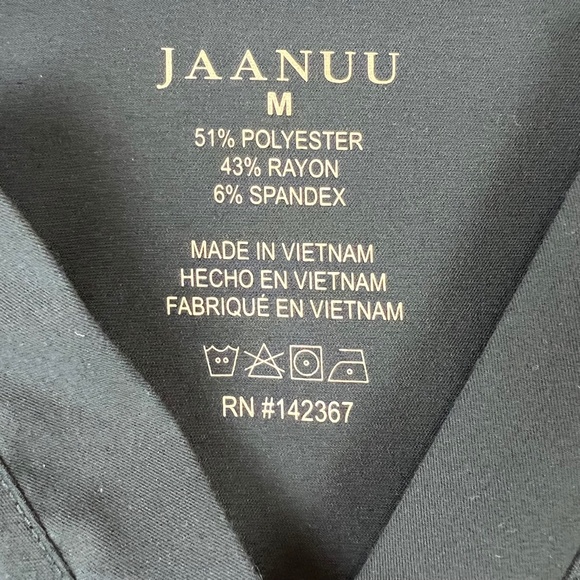 JAANUU
M
51% POLYESTER
43% RAYON
6% SPANDEX
MADE IN VIETNAM
HECHO EN VIETNAM
FABRIQUÉ EN VIETNAM
RN #142367